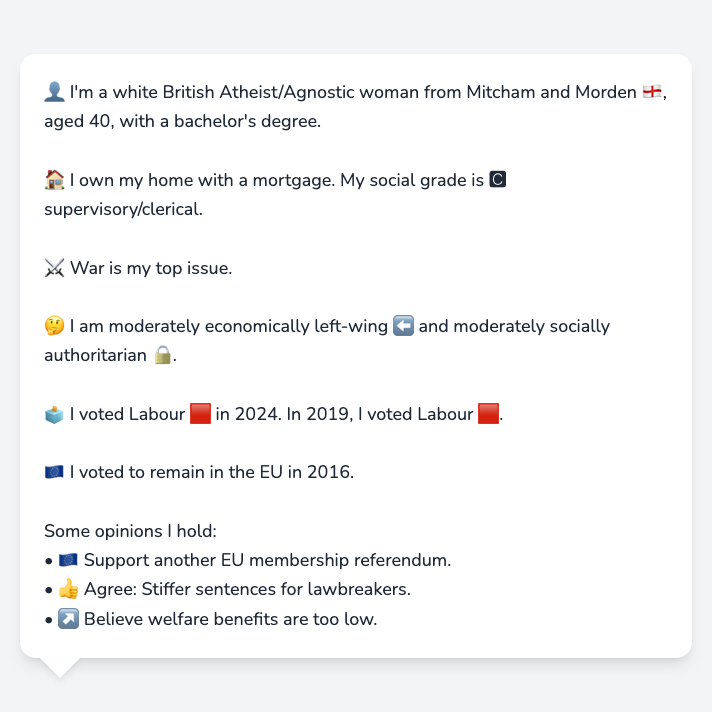 👤 I'm a white British Atheist/Agnostic woman from Mitcham and Morden 🏴󠁧󠁢󠁥󠁮󠁧󠁿,
aged 40, with a bachelor's degree.
🏠 I own my home with a mortgage. My social grade is C
supervisory/clerical.
⚔️ War is my top issue.
🤔 I am moderately economically left-wing ⬅️ and moderately socially
authoritarian 🔒.
🗳️ I voted Labour 🟥 in 2024. In 2019, I voted Labour 🟥.
🇪🇺 I voted to remain in the EU in 2016.
Some opinions I hold:
• 🇪🇺 Support another EU membership referendum.
• 👍 Agree: Stiffer sentences for lawbreakers.
• ↗️ Believe welfare benefits are too low.